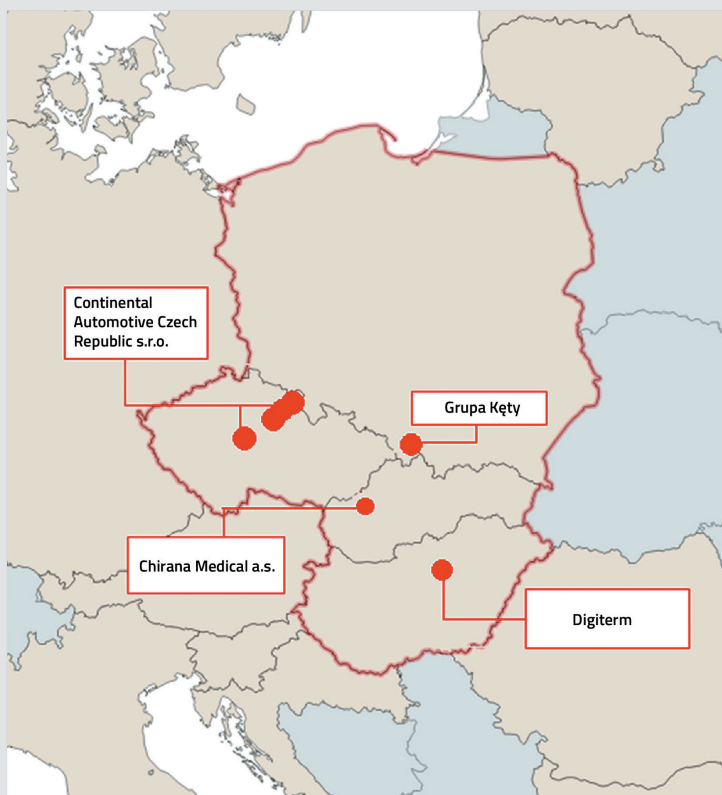 Continental
Automotive Czech
Republic s.r.o.
Grupa Kęty
Chirana Medical a.s.
Digiterm